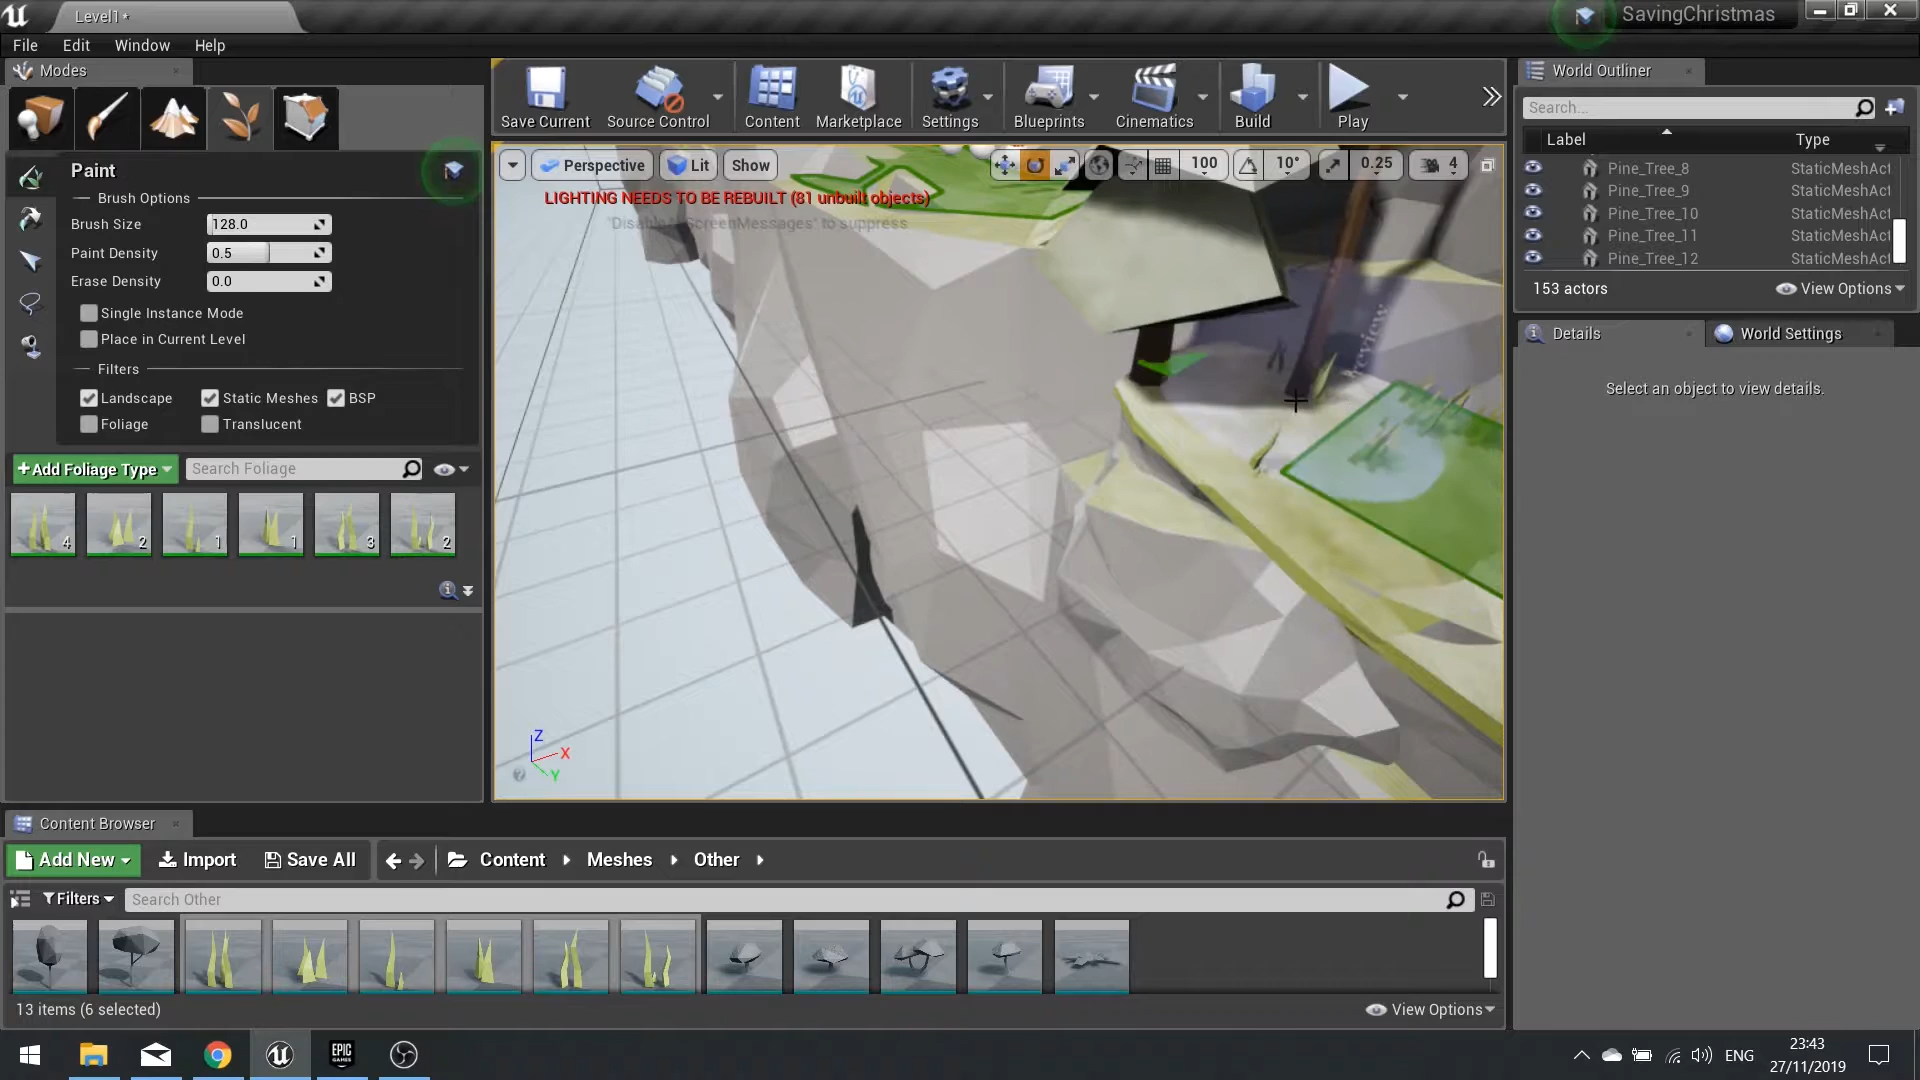 Level1*
SavingChristmas
File Edit Window Help
Modes
Save Current
Source Control
Content
Marketplace
Settings
Blueprints
Cinematics
Build
Play
World Outliner
Search...
Label Type
Pine_Tree_8 StaticMeshAct
Pine_Tree_9 StaticMeshAct
Pine_Tree_10 StaticMeshAct
Pine_Tree_11 StaticMeshAct
Pine_Tree_12 StaticMeshAct
153 actors View Options
Details World Settings
Select an object to view details.
Paint
Brush Options
Brush Size 128.0
Paint Density 0.5
Erase Density 0.0
Single Instance Mode
Place in Current Level
Filters
Landscape Static Meshes BSP
Foliage Translucent
+Add Foliage Type Search Foliage
4 2 1 1 3 2
Perspective Lit Show 100 10° 0.25 4
LIGHTING NEEDS TO BE REBUILT (81 unbuilt objects)
ScreenMessages" to suppress
Preview
Z
X
Y
Content Browser
Add New Import Save All Content Meshes Other
Filters Search Other
13 items (6 selected) View Options
EPIC
GAMES
ENG
23:43
27/11/2019